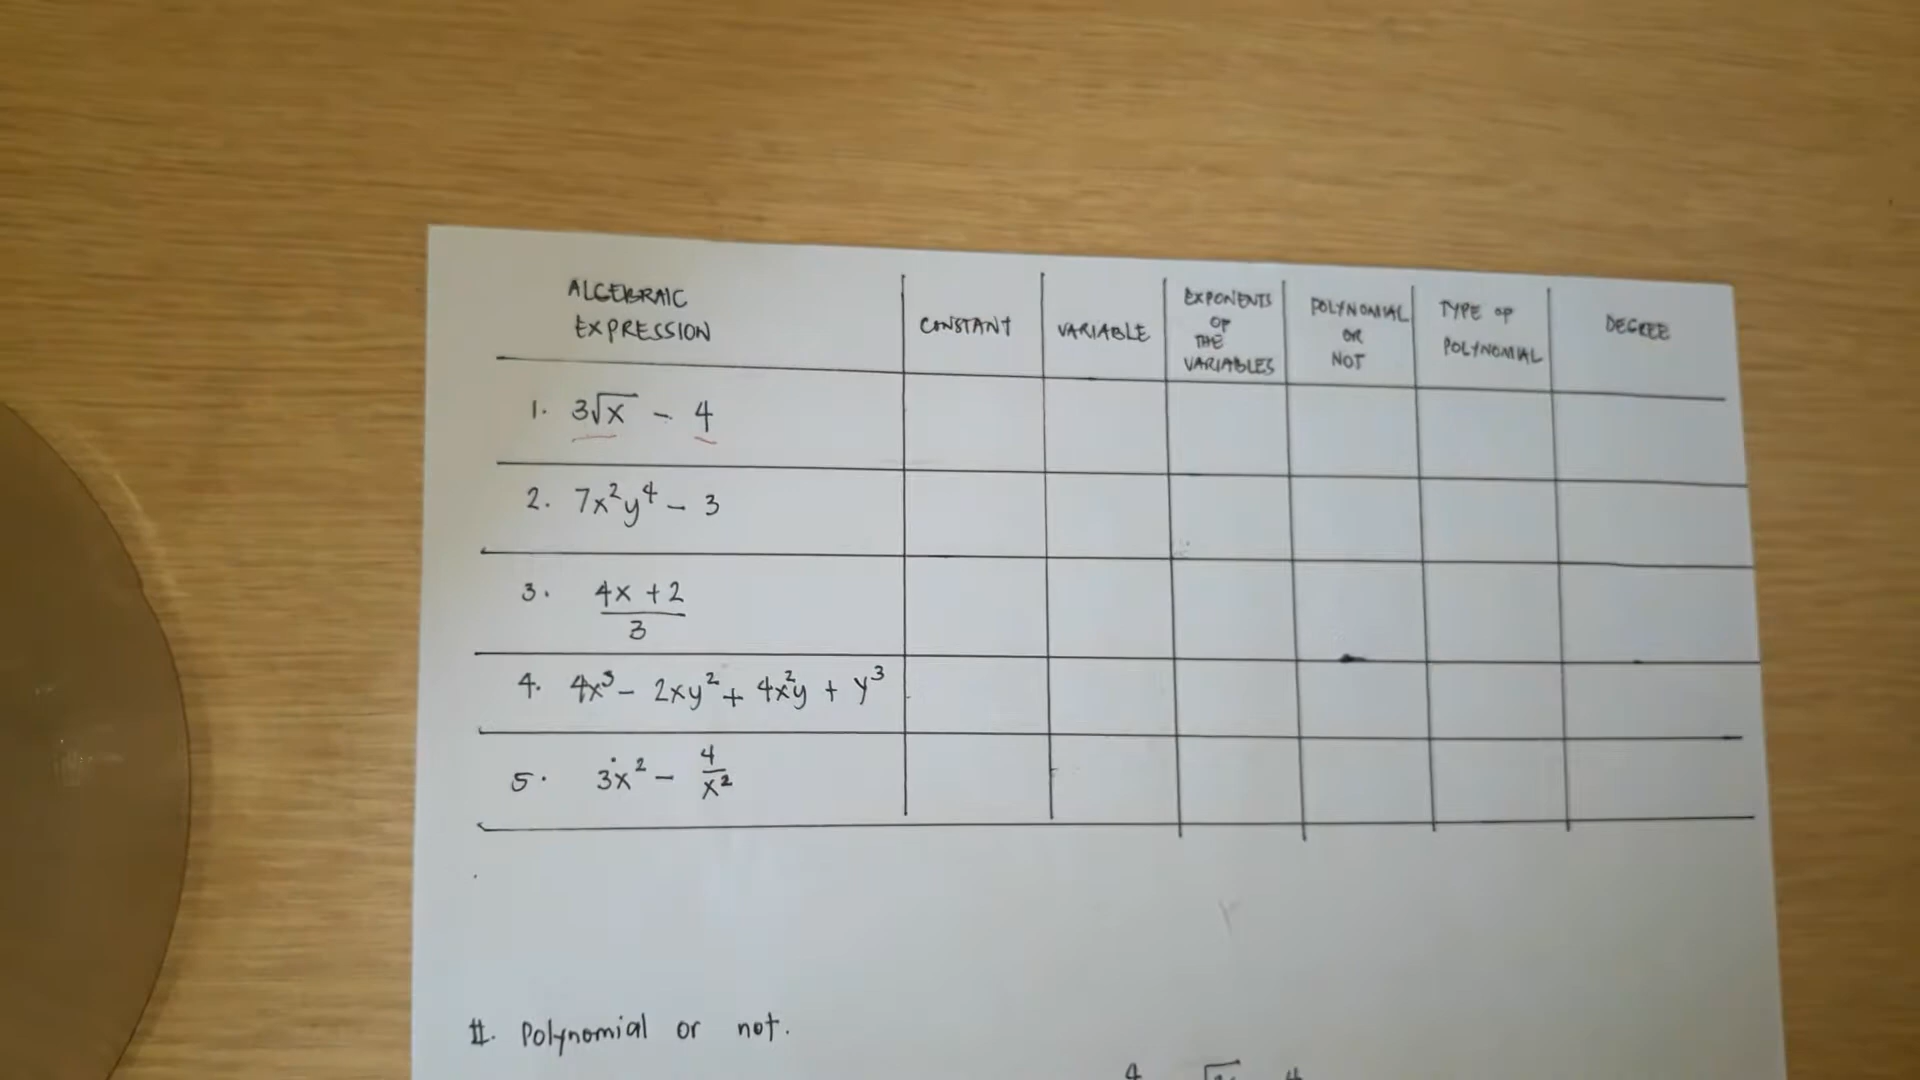 ALGEBRAIC EXPRESSION | CONSTANT | VARIABLE | EXPONENTS OF THE VARIABLES | POLYNOMIAL OR NOT | TYPE OF POLYNOMIAL | DEGREE
1. 3√x - 4
2. 7x²y⁴ - 3
3. (4x + 2)/3
4. 4x³ - 2xy² + 4x²y + y³
5. 3x² - 4/x²
II. Polynomial or not.